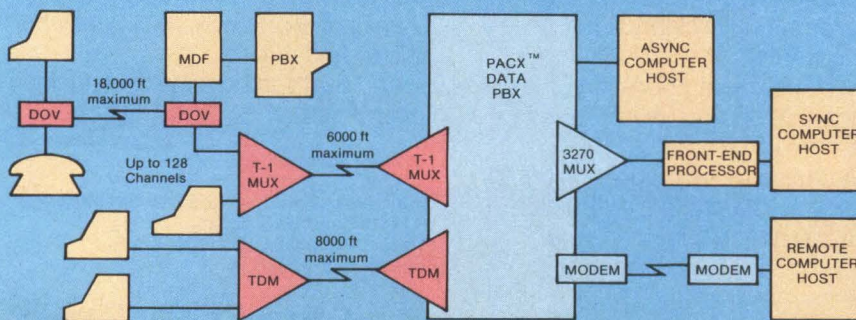 MDF
PBX
18,000 ft
maximum
DOV
DOV
Up to 128
Channels
T-1
MUX
6000 ft
maximum
T-1
MUX
TDM
8000 ft
maximum
TDM
PACX™
DATA
PBX
ASYNC
COMPUTER
HOST
3270
MUX
FRONT-END
PROCESSOR
SYNC
COMPUTER
HOST
MODEM
MODEM
REMOTE
COMPUTER
HOST